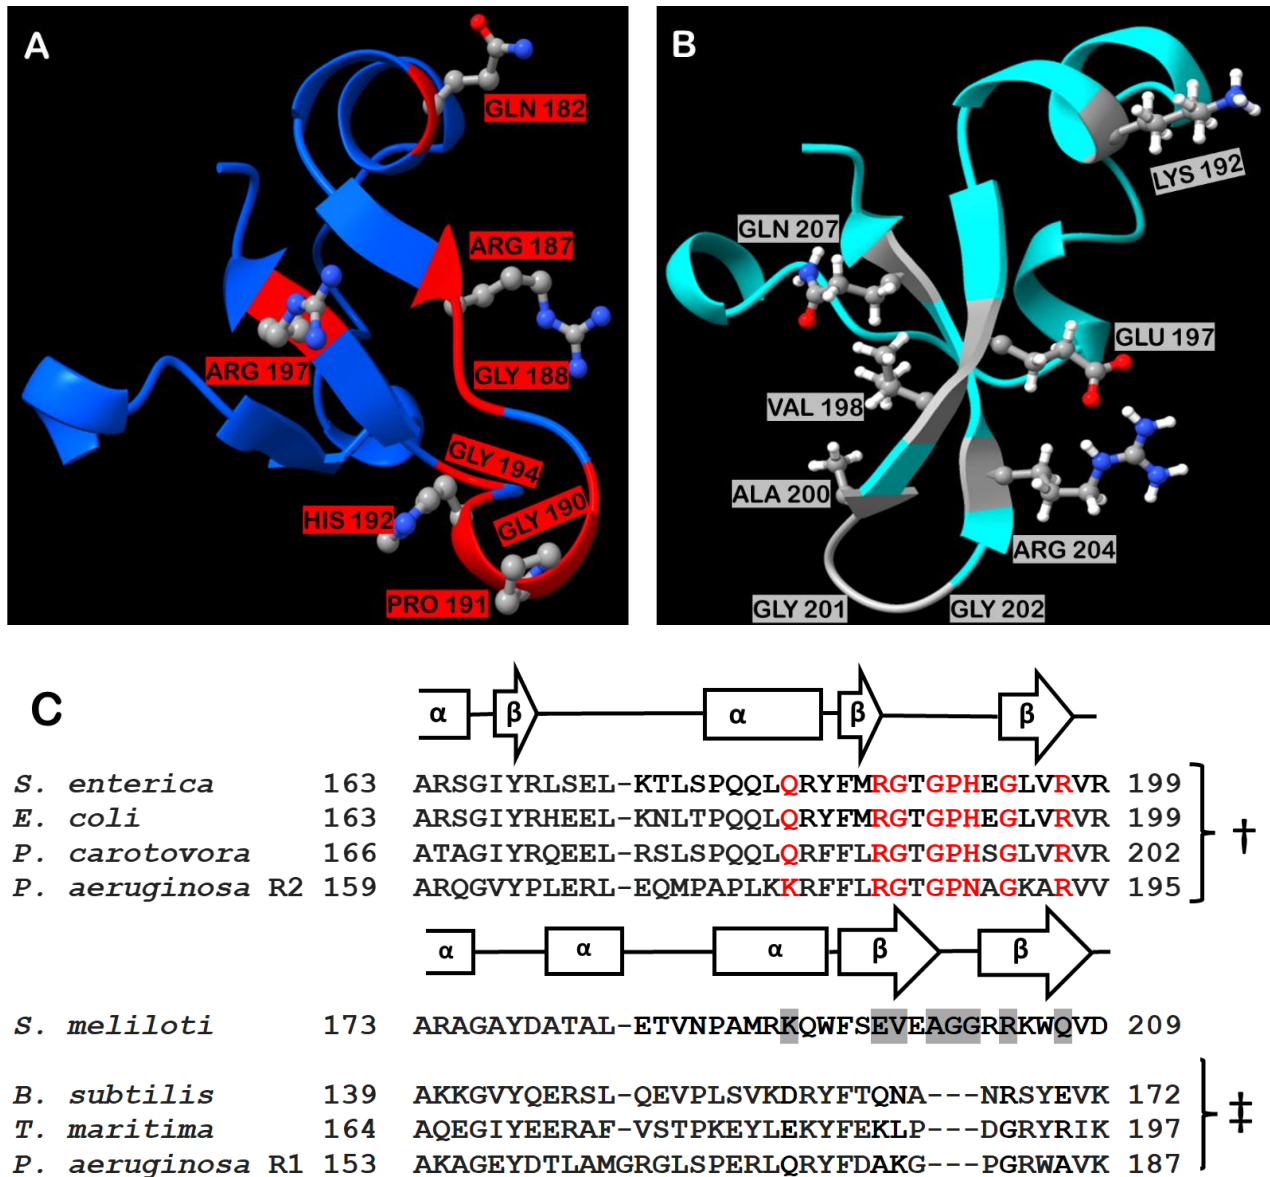 A
GLN 182
ARG 187
GLY 188
ARG 197
GLY 194
HIS 192
GLY 190
PRO 191
B
LYS 192
GLN 207
GLU 197
VAL 198
ALA 200
ARG 204
GLY 201
GLY 202
C
α β α β β
S. enterica 163 ARSGIYRLSEL-KTLSPQQLQRYFMRGTGPHEGLVRVR 199
E. coli 163 ARSGIYRHEEL-KNLTPQQLQRYFMRGTGPHEGLVRVR 199
P. carotovora 166 ATAGIYRQEEL-RSLSPQQLQRFFLRGTGPHSGLVRVR 202
P. aeruginosa R2 159 ARQGVYPLERL-EQMPAPLKKRFFLRGTGPNAGKARVV 195
†
α α α β β
S. meliloti 173 ARAGAYDATAL-ETVNPAMRKQWFSEVEAGGRRKWQVD 209
B. subtilis 139 AKKGVYQERSL-QEVPLSVKDRYFTQNA---NRSYEVK 172
T. maritima 164 AQEGIYEERAF-VSTPKEYLEKYFEKLP---DGRYRIK 197
P. aeruginosa R1 153 AKAGEYDTLAMGRGLSPERLQRYFDAKG---PGRWAVK 187
‡